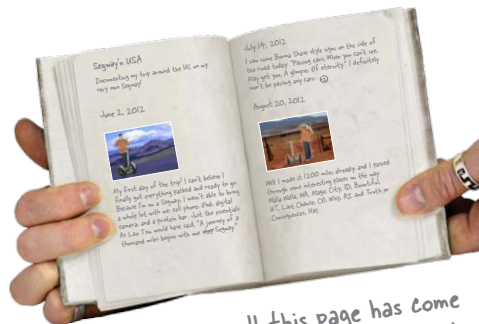 Segway'n USA
Documenting my trip around the US on my
very own Segway!
June 2, 2012
My first day of the trip! I can't believe I
finally got everything packed and ready to go.
Because I'm on a Segway, I wasn't able to bring
a whole lot with me: cell phone, iPod, digital
camera, and a protein bar. Just the essentials.
As Lao Tzu would have said, "A journey of a
thousand miles begins with one Segway."
July 14, 2012
I saw some Burma Shave style signs on the side of
the road today: "Passing cars, When you can't see,
May get you, A glimpse, Of eternity." I definitely
won't be passing any cars.
August 20, 2012
Well I made it 1200 miles already, and I passed
through some interesting places on the way:
Walla Walla, WA, Magic City, ID, Bountiful,
UT, Last Chance, CO, Why, AZ, and Truth or
Consequences, NM.
ll this page has come